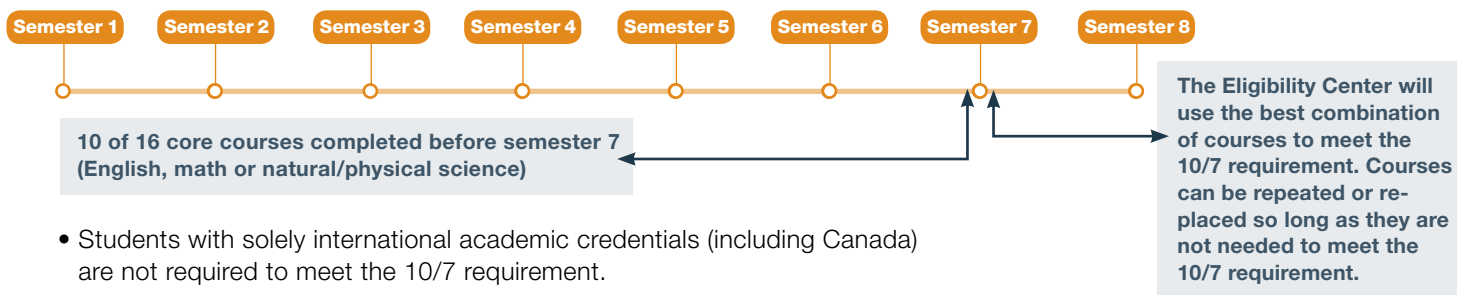 Semester 1
Semester 2
Semester 3
Semester 4
Semester 5
Semester 6
Semester 7
Semester 8
10 of 16 core courses completed before semester 7
(English, math or natural/physical science)
The Eligibility Center will
use the best combination
of courses to meet the
10/7 requirement. Courses
can be repeated or re-
placed so long as they are
not needed to meet the
10/7 requirement.
• Students with solely international academic credentials (including Canada)
are not required to meet the 10/7 requirement.